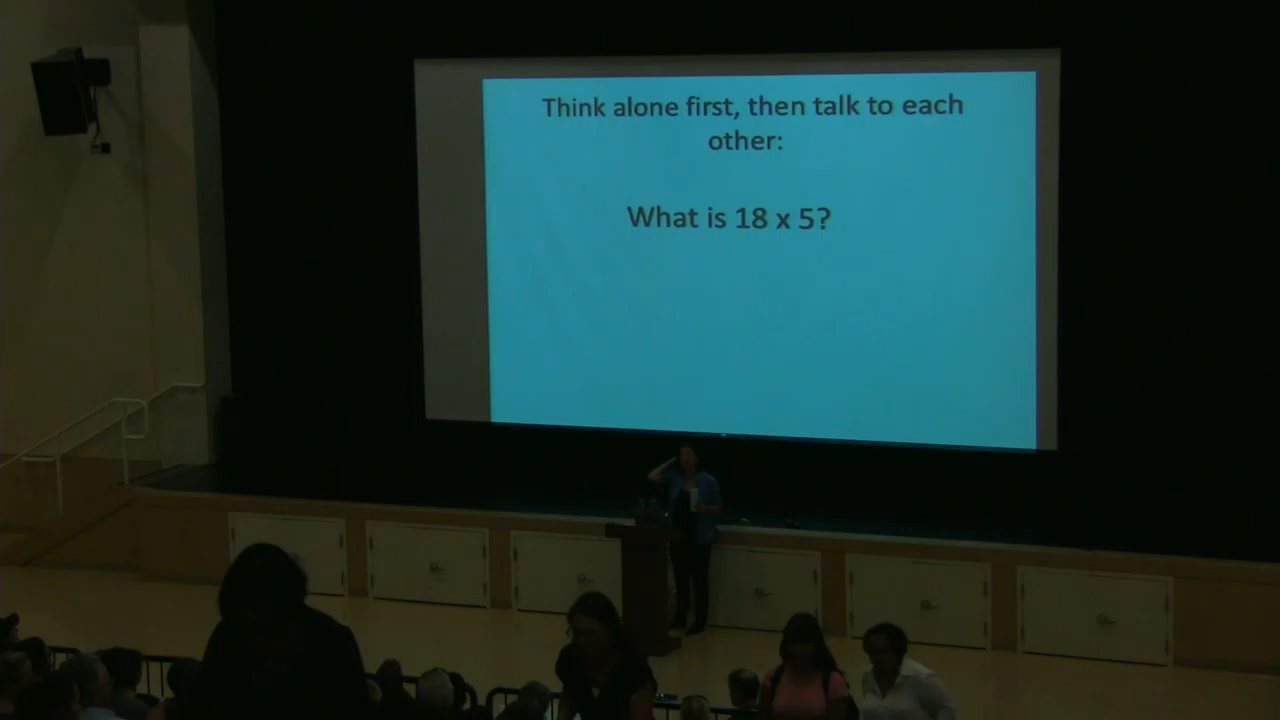 Think alone first, then talk to each
other:
What is 18 x 5?